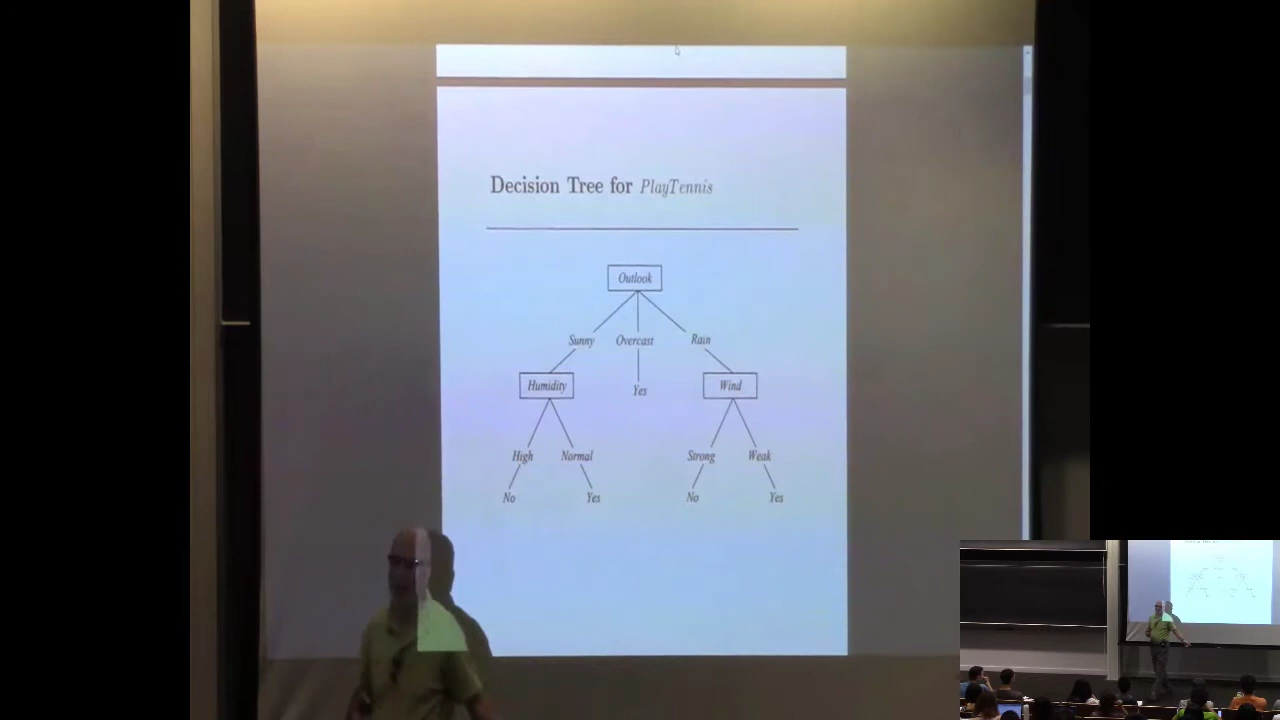 Decision Tree for PlayTennis
Outlook
Sunny Overcast Rain
Humidity Yes Wind
High Normal Strong Weak
No Yes No Yes